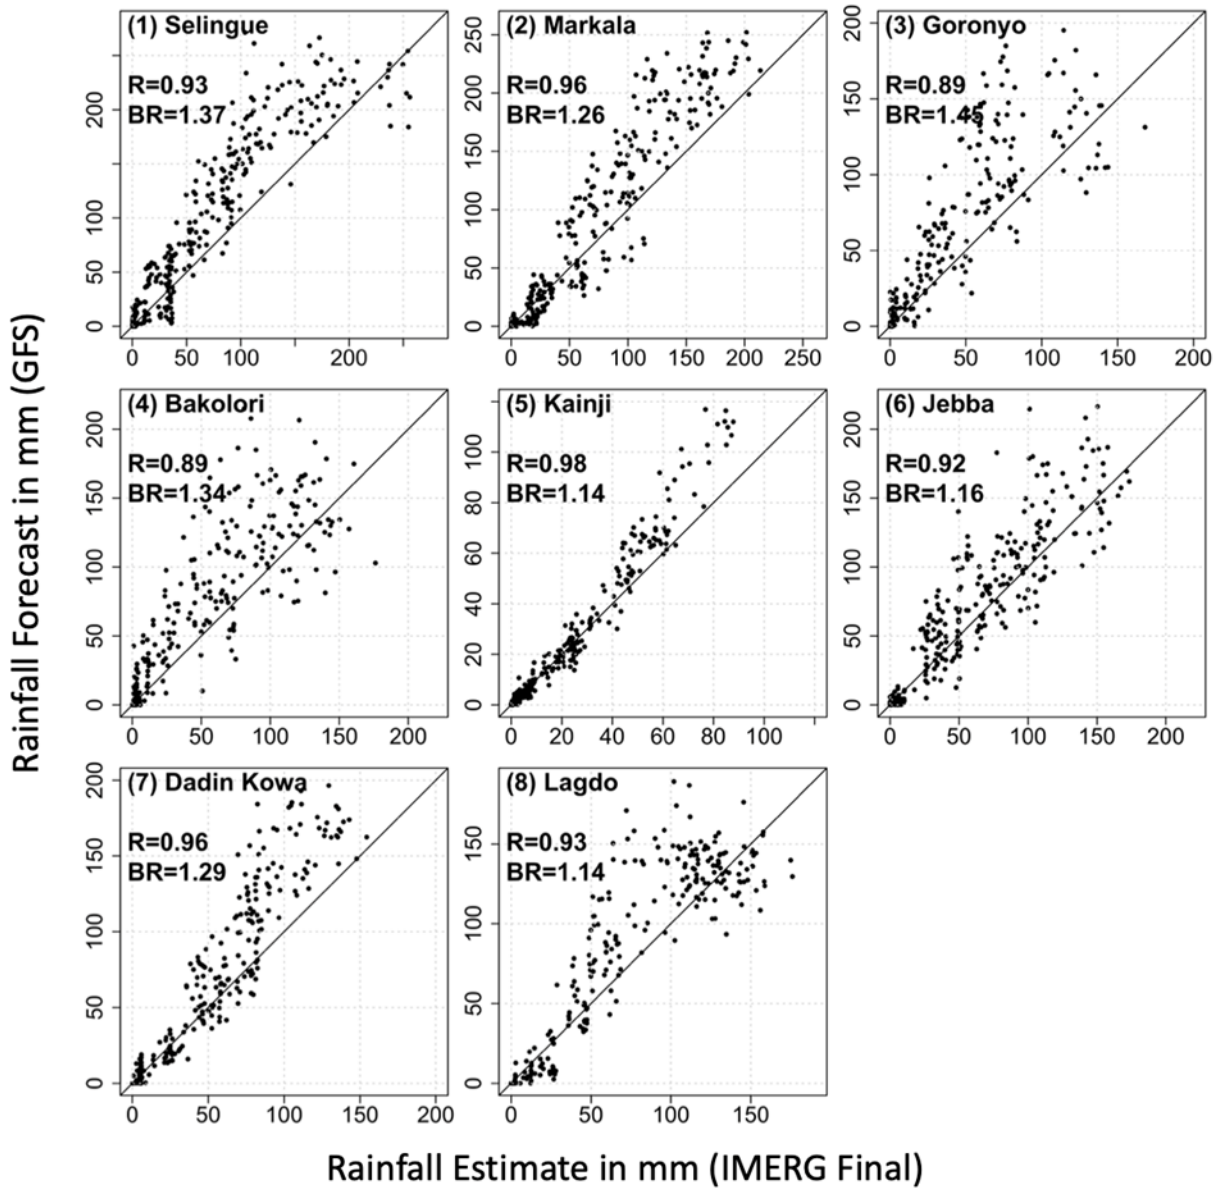 Rainfall Forecast in mm (GFS)
(1) Selingue
R=0.93
BR=1.37
0 50 100 200
0 50 100 200
(2) Markala
R=0.96
BR=1.26
0 50 100 150 200 250
0 50 100 150 200 250
(3) Goronyo
R=0.89
BR=1.45
0 50 100 150 200
0 50 100 150 200
(4) Bakolori
R=0.89
BR=1.34
0 50 100 150 200
0 50 100 150 200
(5) Kainji
R=0.98
BR=1.14
0 20 40 60 80 100
0 20 40 60 80 100
(6) Jebba
R=0.92
BR=1.16
0 50 100 150 200
0 50 100 150 200
(7) Dadin Kowa
R=0.96
BR=1.29
0 50 100 150 200
0 50 100 150 200
(8) Lagdo
R=0.93
BR=1.14
0 50 100 150
0 50 100 150
Rainfall Estimate in mm (IMERG Final)